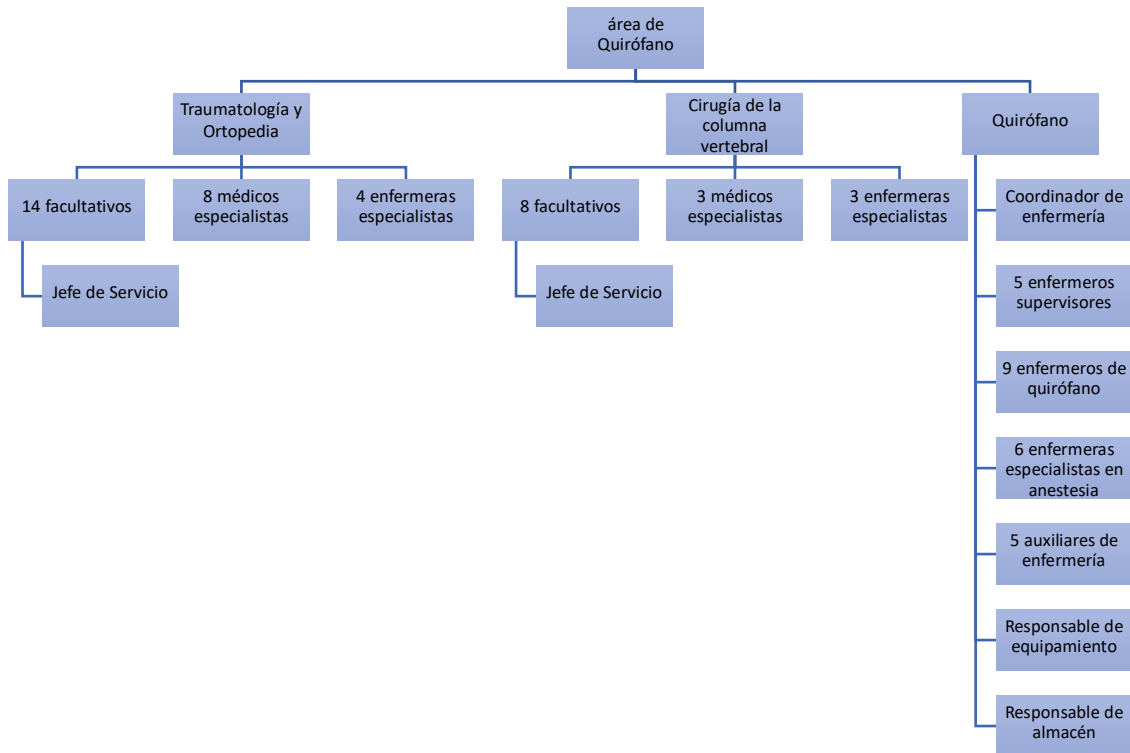 área de
Quirófano
Traumatología y
Ortopedia
Cirugía de la
columna
vertebral
Quirófano
14 facultativos
8 médicos
especialistas
4 enfermeras
especialistas
8 facultativos
3 médicos
especialistas
3 enfermeras
especialistas
Jefe de Servicio
Jefe de Servicio
Coordinador de
enfermería
5 enfermeros
supervisores
9 enfermeros de
quirófano
6 enfermeras
especialistas en
anestesia
5 auxiliares de
enfermería
Responsable de
equipamiento
Responsable de
almacén